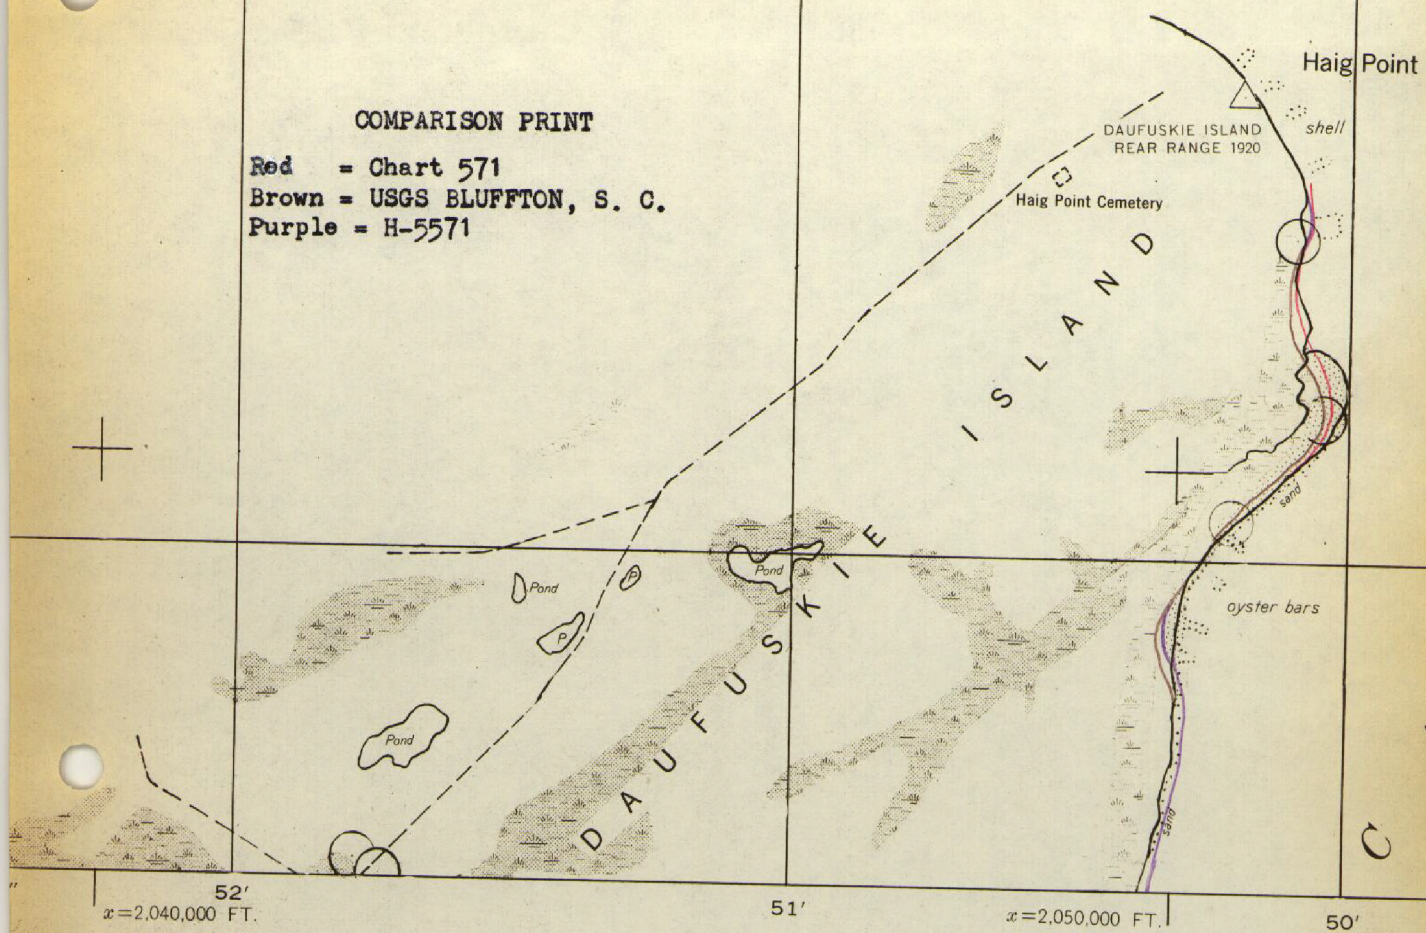 Haig Point
COMPARISON PRINT
Red = Chart 571
Brown = USGS BLUFFTON, S. C.
Purple = H-5571
DAUFUSKIE ISLAND
REAR RANGE 1920
shell
Haig Point Cemetery
DAUFUSKIE ISLAND
sand
Pond
Pond
P
P
oyster bars
Pond
sand
C
52'
51'
50'
x=2,040,000 FT.
x=2,050,000 FT.